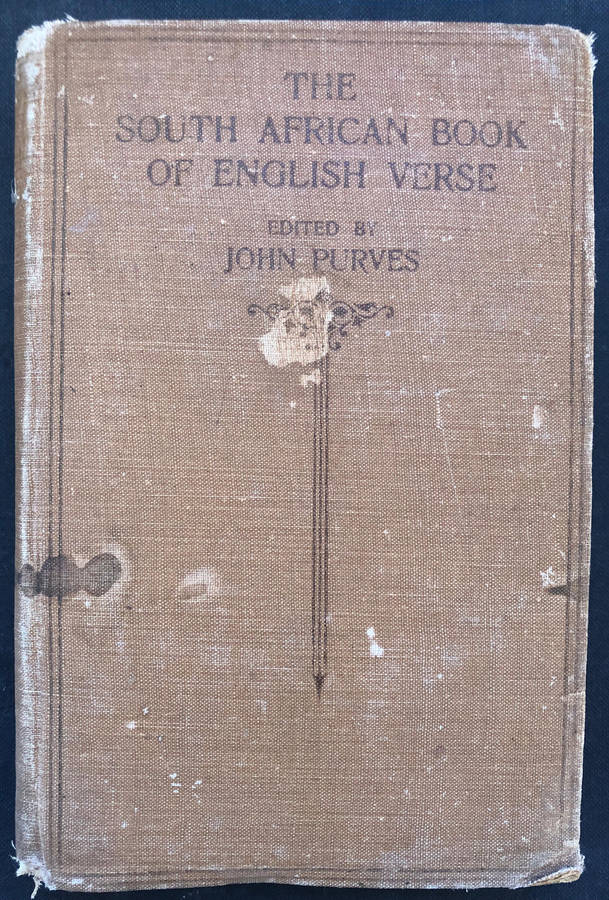 THE
SOUTH AFRICAN BOOK
OF ENGLISH VERSE
EDITED BY
JOHN PURVES